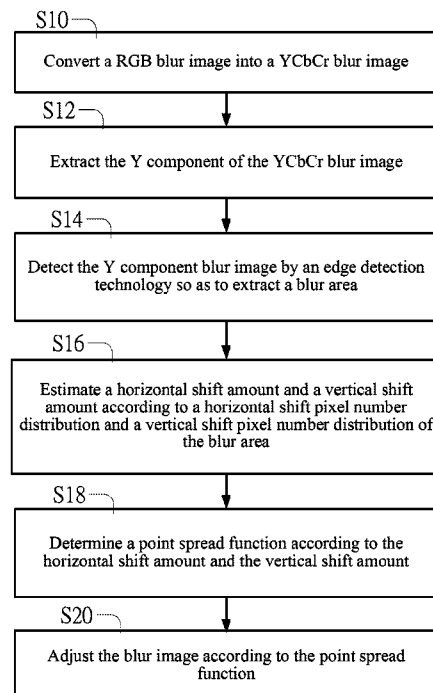 S10
Convert a RGB blur image into a YCbCr blur image
S12
Extract the Y component of the YCbCr blur image
S14
Detect the Y component blur image by an edge detection
technology so as to extract a blur area
S16
Estimate a horizontal shift amount and a vertical shift
amount according to a horizontal shift pixel number
distribution and a vertical shift pixel number distribution
of the blur area
S18
Determine a point spread function according to the
horizontal shift amount and the vertical shift amount
S20
Adjust the blur image according to the point spread
function